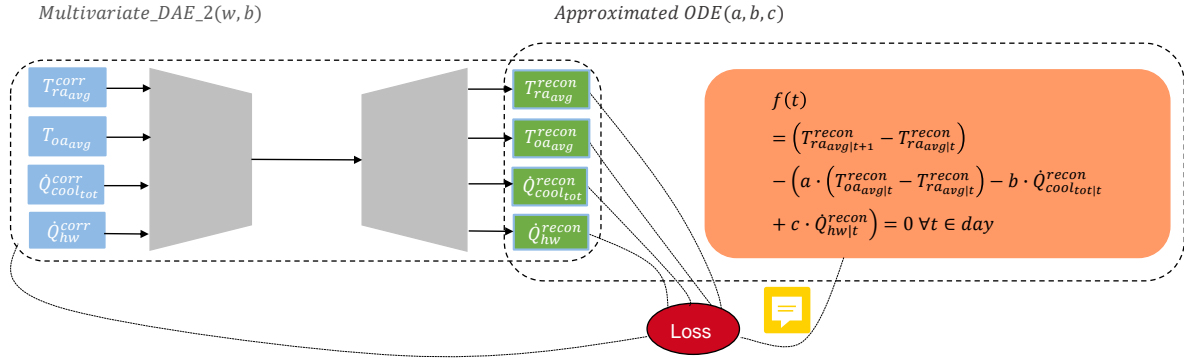 Multivariate_DAE_2(w, b)
Approximated ODE(a, b, c)
T_{ra_{avg}}^{corr}
T_{oa_{avg}}
Q̇_{cool_{tot}}^{corr}
Q̇_{hw}^{corr}
T_{ra_{avg}}^{recon}
T_{oa_{avg}}^{recon}
Q̇_{cool_{tot}}^{recon}
Q̇_{hw}^{recon}
f(t)
= (T_{ra_{avg|t+1}}^{recon} − T_{ra_{avg|t}}^{recon})
− (a · (T_{oa_{avg|t}}^{recon} − T_{ra_{avg|t}}^{recon}) − b · Q̇_{cool_{tot|t}}^{recon}
+ c · Q̇_{hw|t}^{recon}) = 0 ∀t ∈ day
Loss